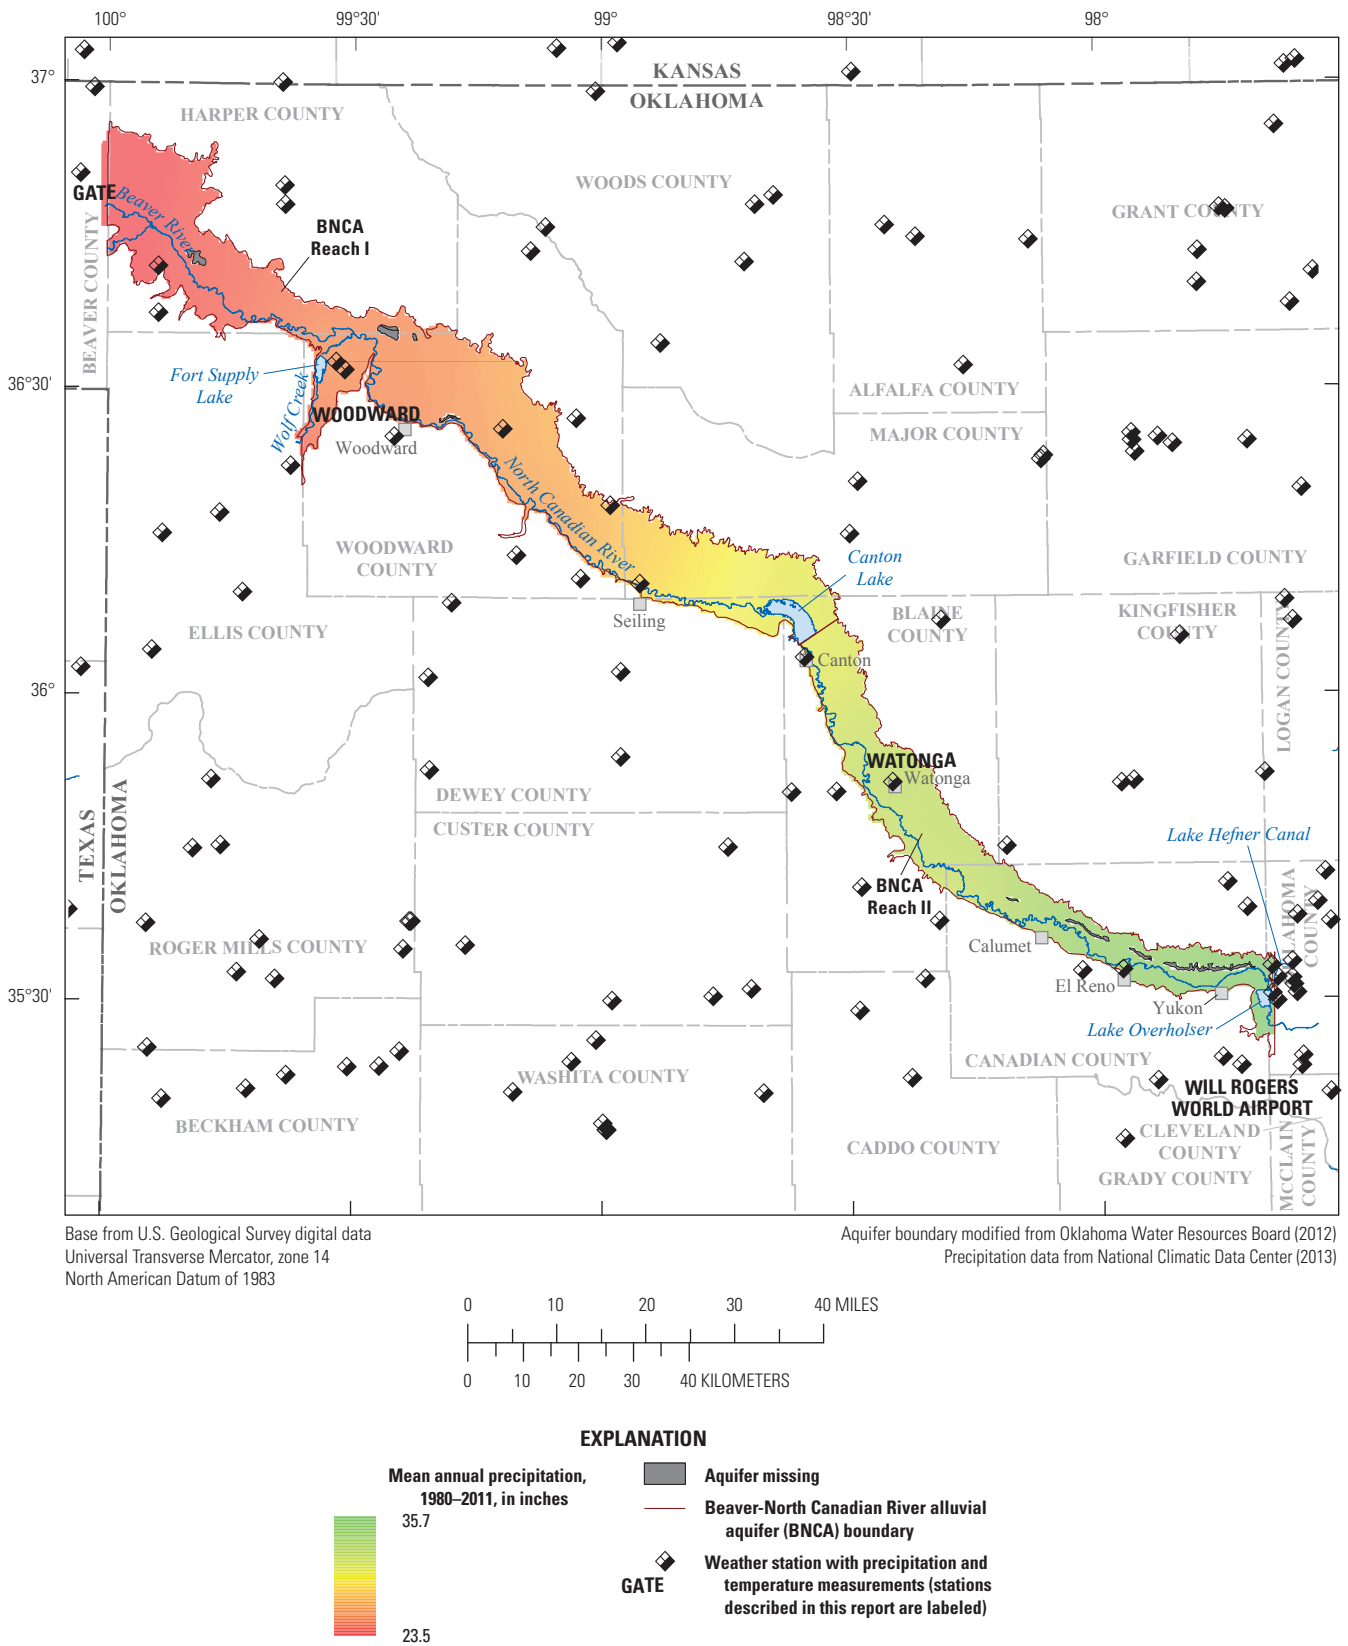 100°
99°30'
99°
98°30'
98°
37°
36°30'
36°
35°30'
KANSAS
OKLAHOMA
HARPER COUNTY
WOODS COUNTY
GRANT COUNTY
GATE
Beaver River
BNCA
Reach I
BEAVER COUNTY
Fort Supply
Lake
Wolf Creek
WOODWARD
Woodward
ALFALFA COUNTY
MAJOR COUNTY
North Canadian River
WOODWARD
COUNTY
Canton
Lake
GARFIELD COUNTY
Seiling
BLAINE
COUNTY
KINGFISHER
COUNTY
ELLIS COUNTY
LOGAN COUNTY
Canton
WATONGA
Watonga
DEWEY COUNTY
CUSTER COUNTY
TEXAS
OKLAHOMA
Lake Hefner Canal
BNCA
Reach II
LAHOMA
COUNTY
ROGER MILLS COUNTY
Calumet
El Reno
Yukon
Lake Overholser
CANADIAN COUNTY
WASHITA COUNTY
WILL ROGERS
WORLD AIRPORT
BECKHAM COUNTY
CADDO COUNTY
CLEVELAND
COUNTY
GRADY COUNTY
MCCLAIN
COUNTY
Base from U.S. Geological Survey digital data
Universal Transverse Mercator, zone 14
North American Datum of 1983
Aquifer boundary modified from Oklahoma Water Resources Board (2012)
Precipitation data from National Climatic Data Center (2013)
0 10 20 30 40 MILES
0 10 20 30 40 KILOMETERS
EXPLANATION
Mean annual precipitation,
1980–2011, in inches
35.7
23.5
Aquifer missing
Beaver-North Canadian River alluvial
aquifer (BNCA) boundary
GATE
Weather station with precipitation and
temperature measurements (stations
described in this report are labeled)